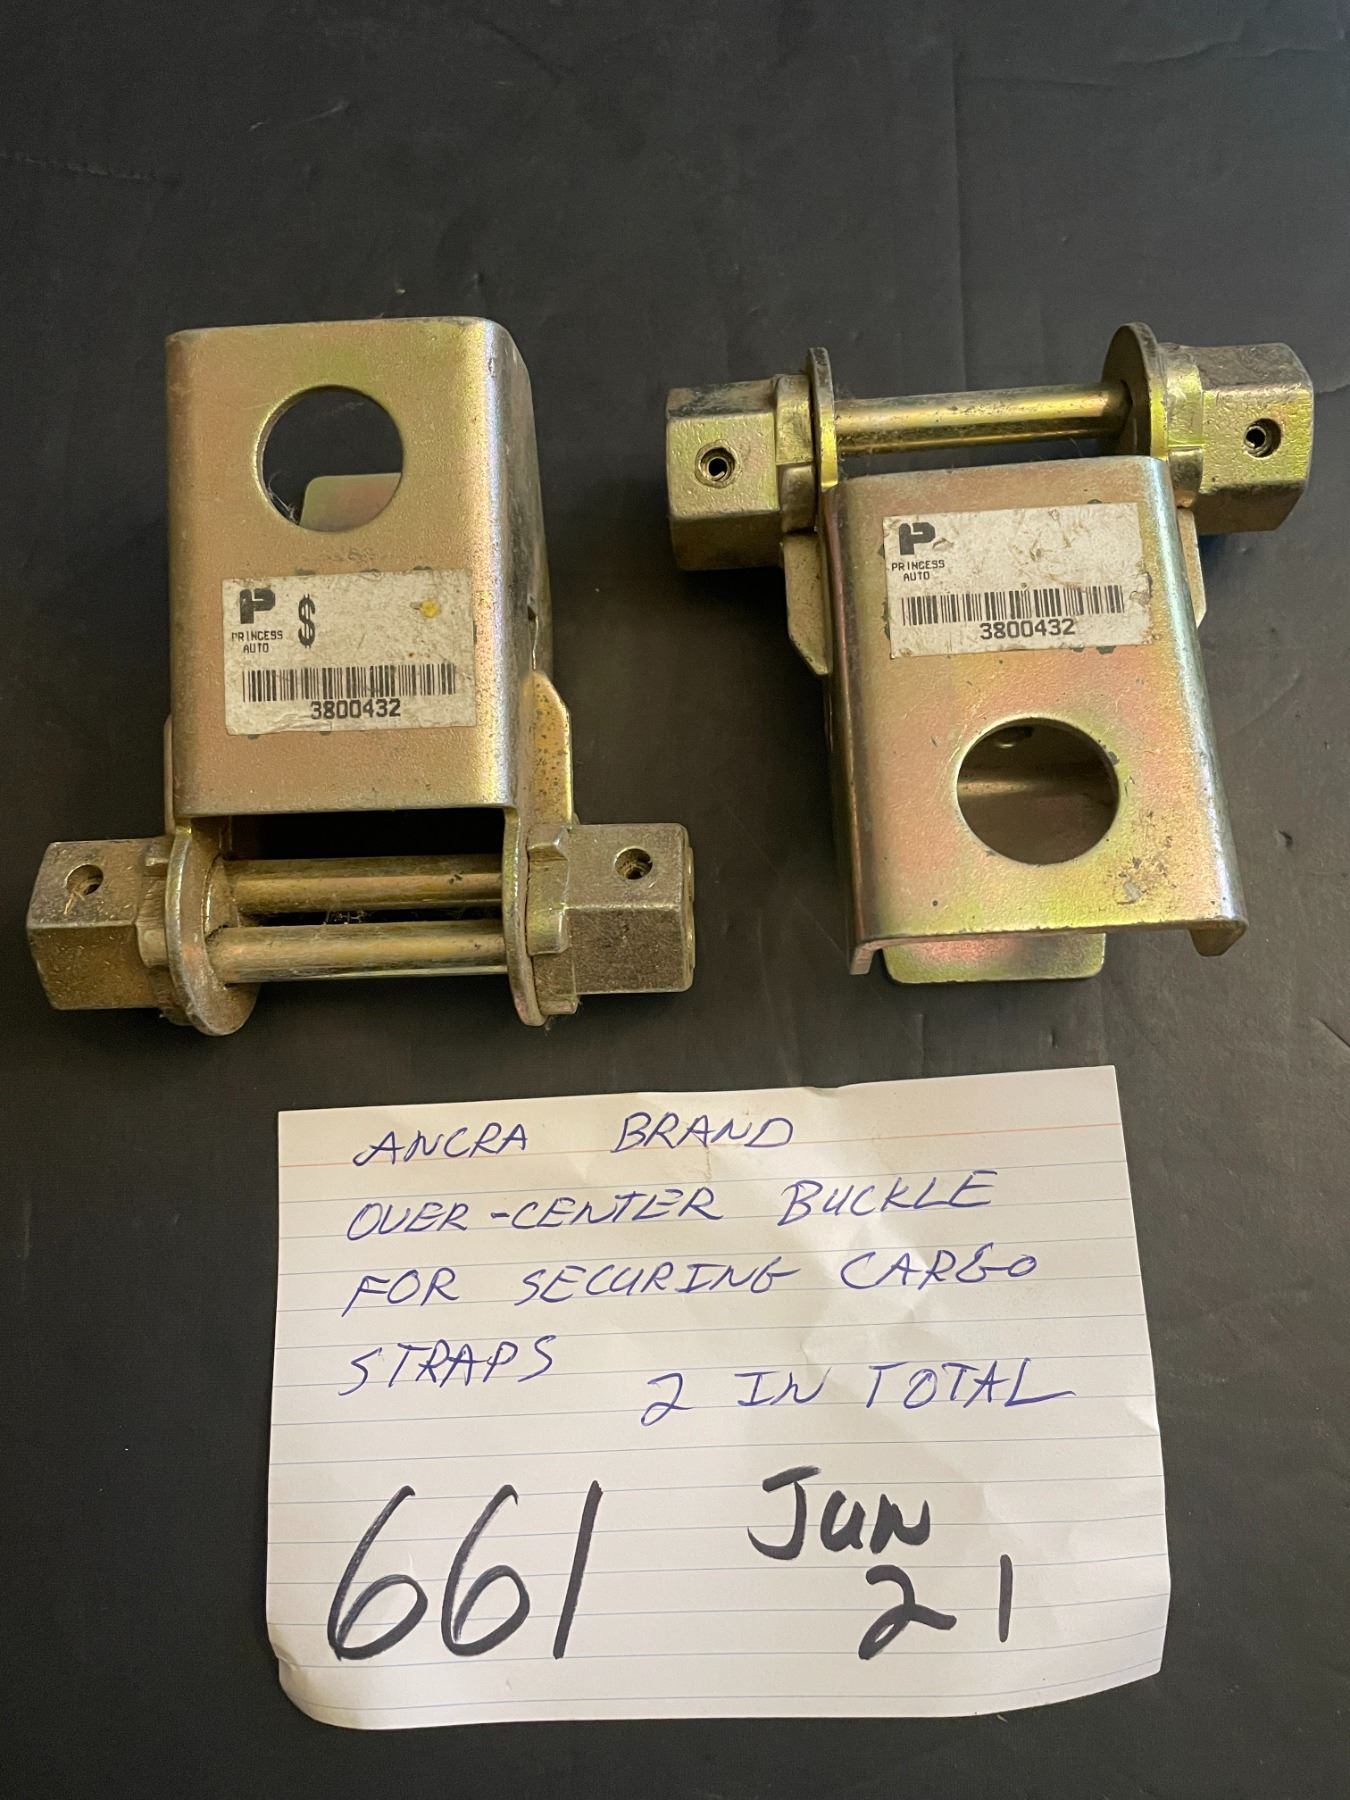 P $
PRINCESS
AUTO
3800432
P
PRINCESS
AUTO
3800432
ANCRA BRAND
OVER-CENTER BUCKLE
FOR SECURING CARGO
STRAPS
2 IN TOTAL
661 Jun
21